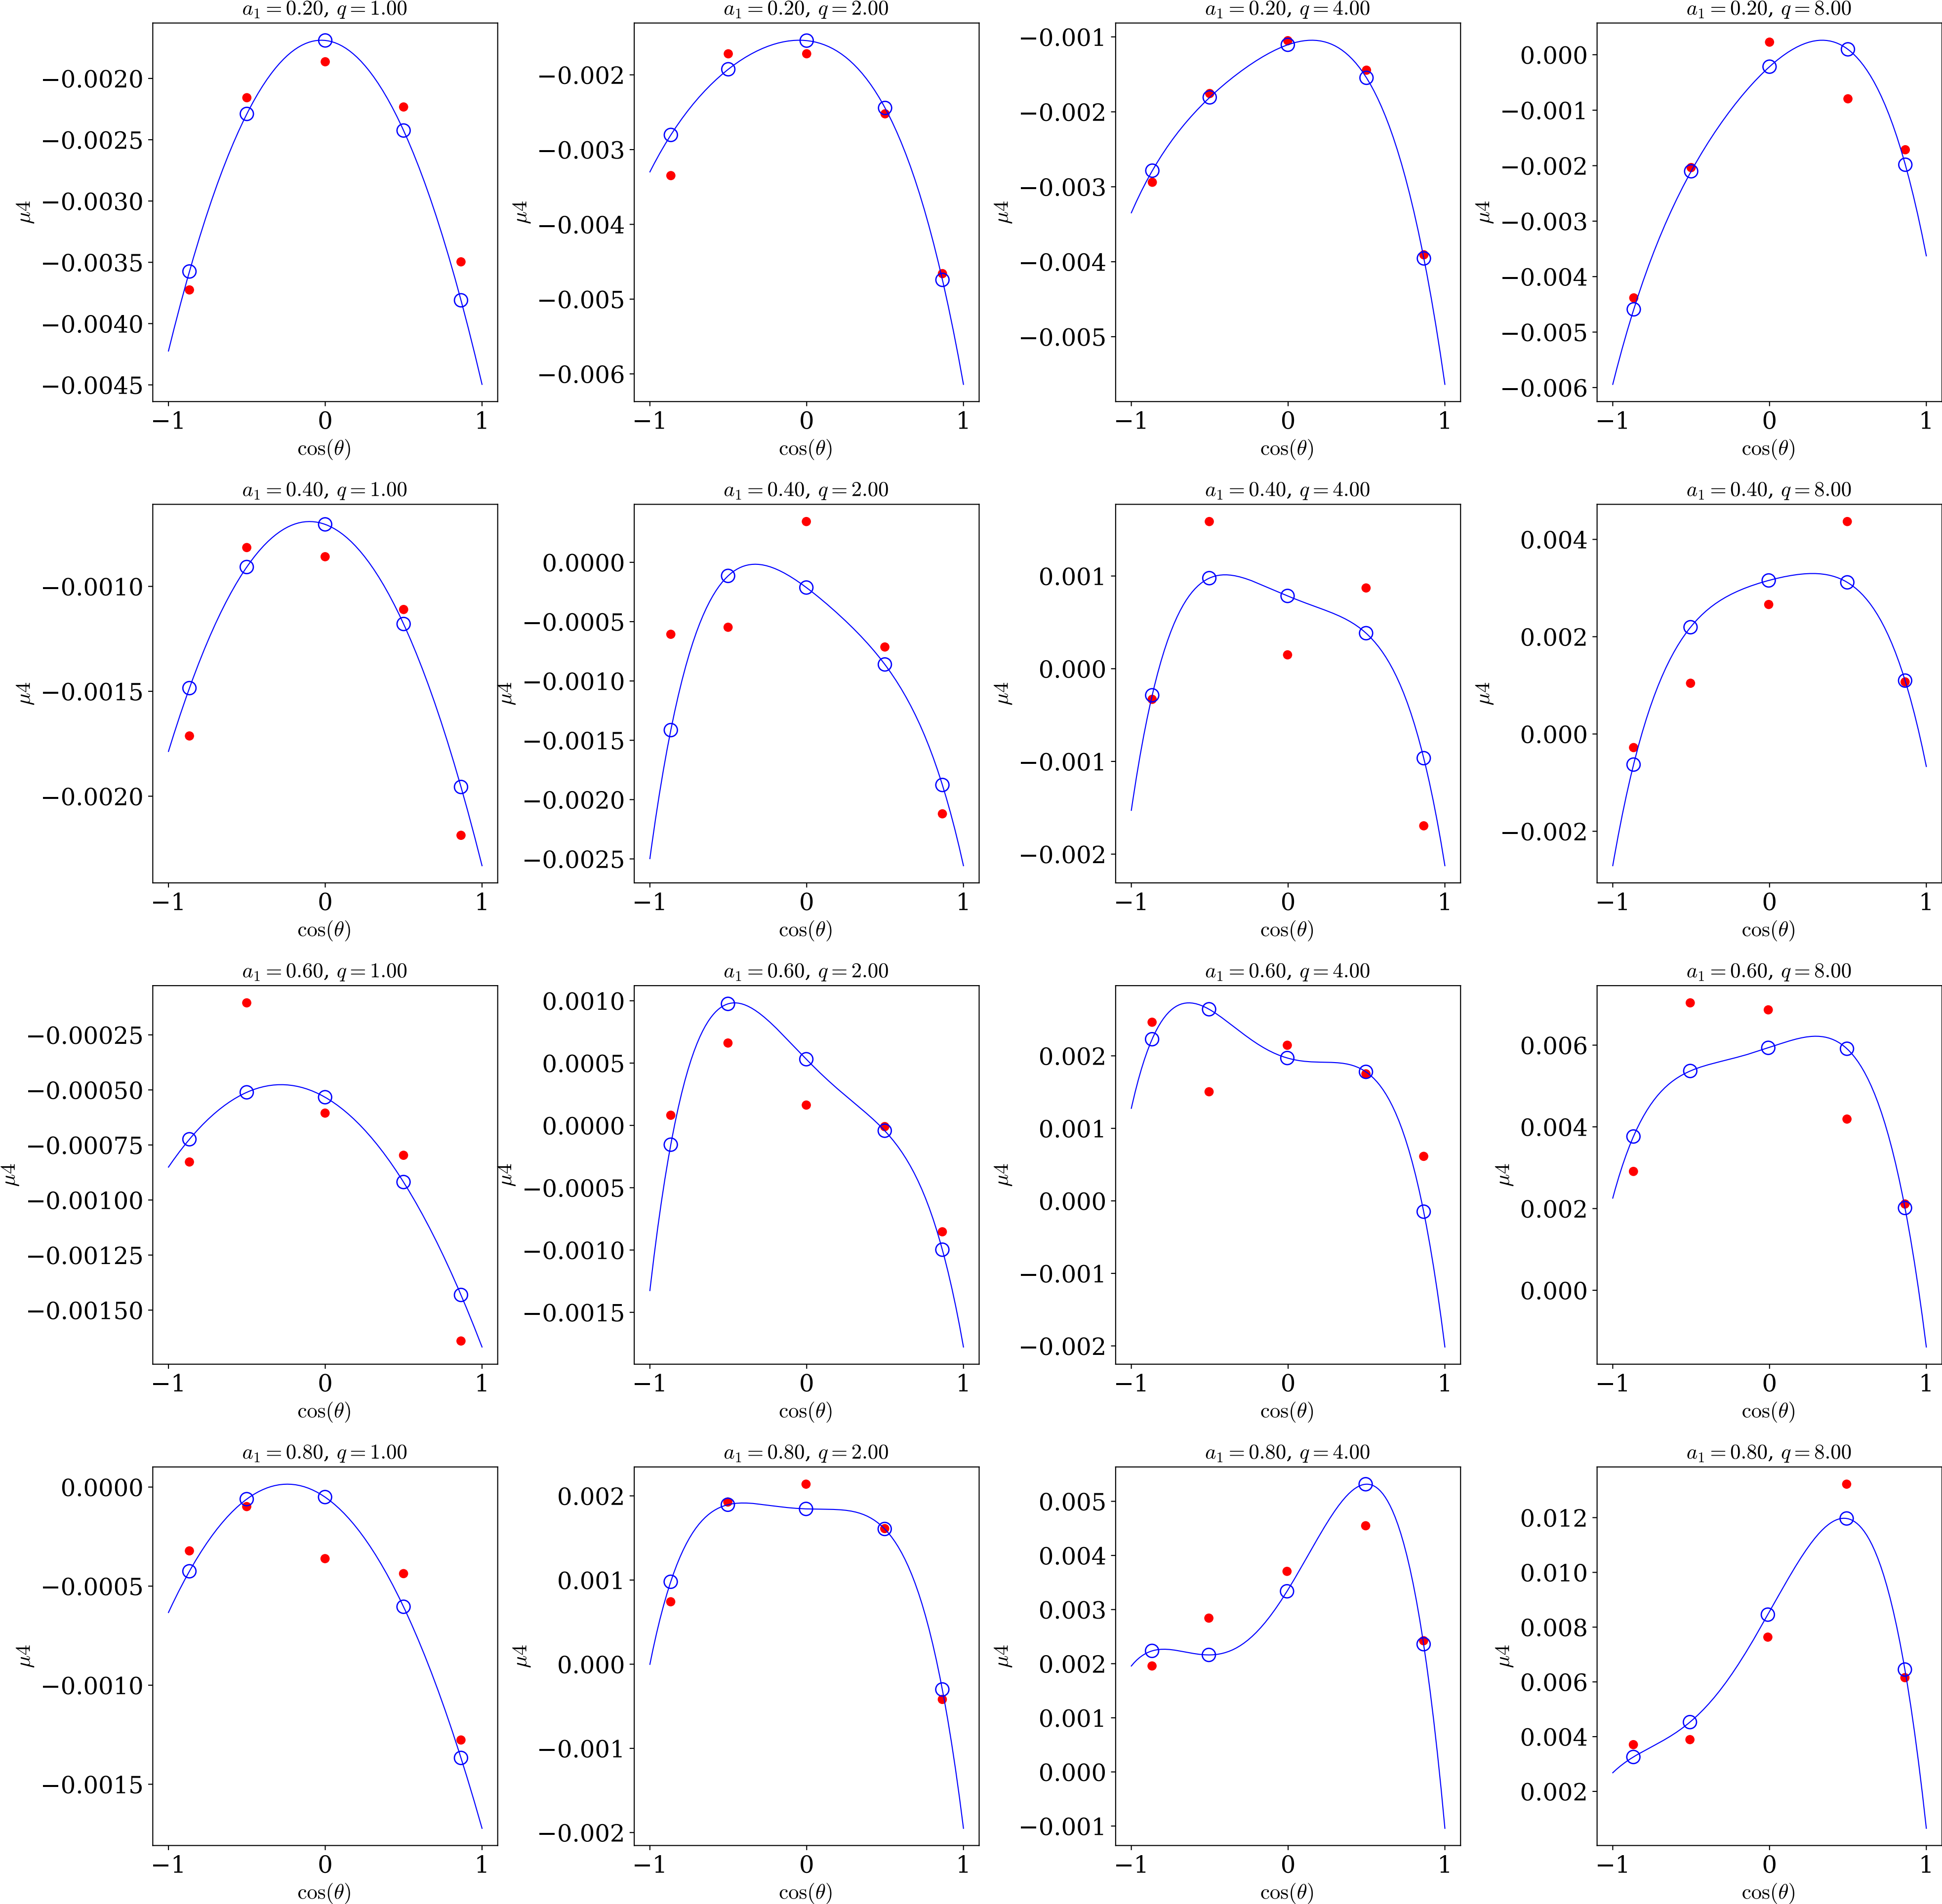 a₁ = 0.20, q = 1.00 a₁ = 0.20, q = 2.00 a₁ = 0.20, q = 4.00 a₁ = 0.20, q = 8.00
−0.0020 −0.0025 −0.0030 −0.0035 −0.0040 −0.0045
μ4
−1 0 1
cos(θ)
−0.002 −0.003 −0.004 −0.005 −0.006
μ4
−1 0 1
cos(θ)
−0.001 −0.002 −0.003 −0.004 −0.005
μ4
−1 0 1
cos(θ)
0.000 −0.001 −0.002 −0.003 −0.004 −0.005 −0.006
μ4
−1 0 1
cos(θ)
a₁ = 0.40, q = 1.00 a₁ = 0.40, q = 2.00 a₁ = 0.40, q = 4.00 a₁ = 0.40, q = 8.00
−0.0010 −0.0015 −0.0020
μ4
−1 0 1
cos(θ)
0.0000 −0.0005 −0.0010 −0.0015 −0.0020 −0.0025
μ4
−1 0 1
cos(θ)
0.001 0.000 −0.001 −0.002
μ4
−1 0 1
cos(θ)
0.004 0.002 0.000 −0.002
μ4
−1 0 1
cos(θ)
a₁ = 0.60, q = 1.00 a₁ = 0.60, q = 2.00 a₁ = 0.60, q = 4.00 a₁ = 0.60, q = 8.00
−0.00025 −0.00050 −0.00075 −0.00100 −0.00125 −0.00150
μ4
−1 0 1
cos(θ)
0.0010 0.0005 0.0000 −0.0005 −0.0010 −0.0015
μ4
−1 0 1
cos(θ)
0.002 0.001 0.000 −0.001 −0.002
μ4
−1 0 1
cos(θ)
0.006 0.004 0.002 0.000
μ4
−1 0 1
cos(θ)
a₁ = 0.80, q = 1.00 a₁ = 0.80, q = 2.00 a₁ = 0.80, q = 4.00 a₁ = 0.80, q = 8.00
0.0000 −0.0005 −0.0010 −0.0015
μ4
−1 0 1
cos(θ)
0.002 0.001 0.000 −0.001 −0.002
μ4
−1 0 1
cos(θ)
0.005 0.004 0.003 0.002 0.001 0.000 −0.001
μ4
−1 0 1
cos(θ)
0.012 0.010 0.008 0.006 0.004 0.002
μ4
−1 0 1
cos(θ)